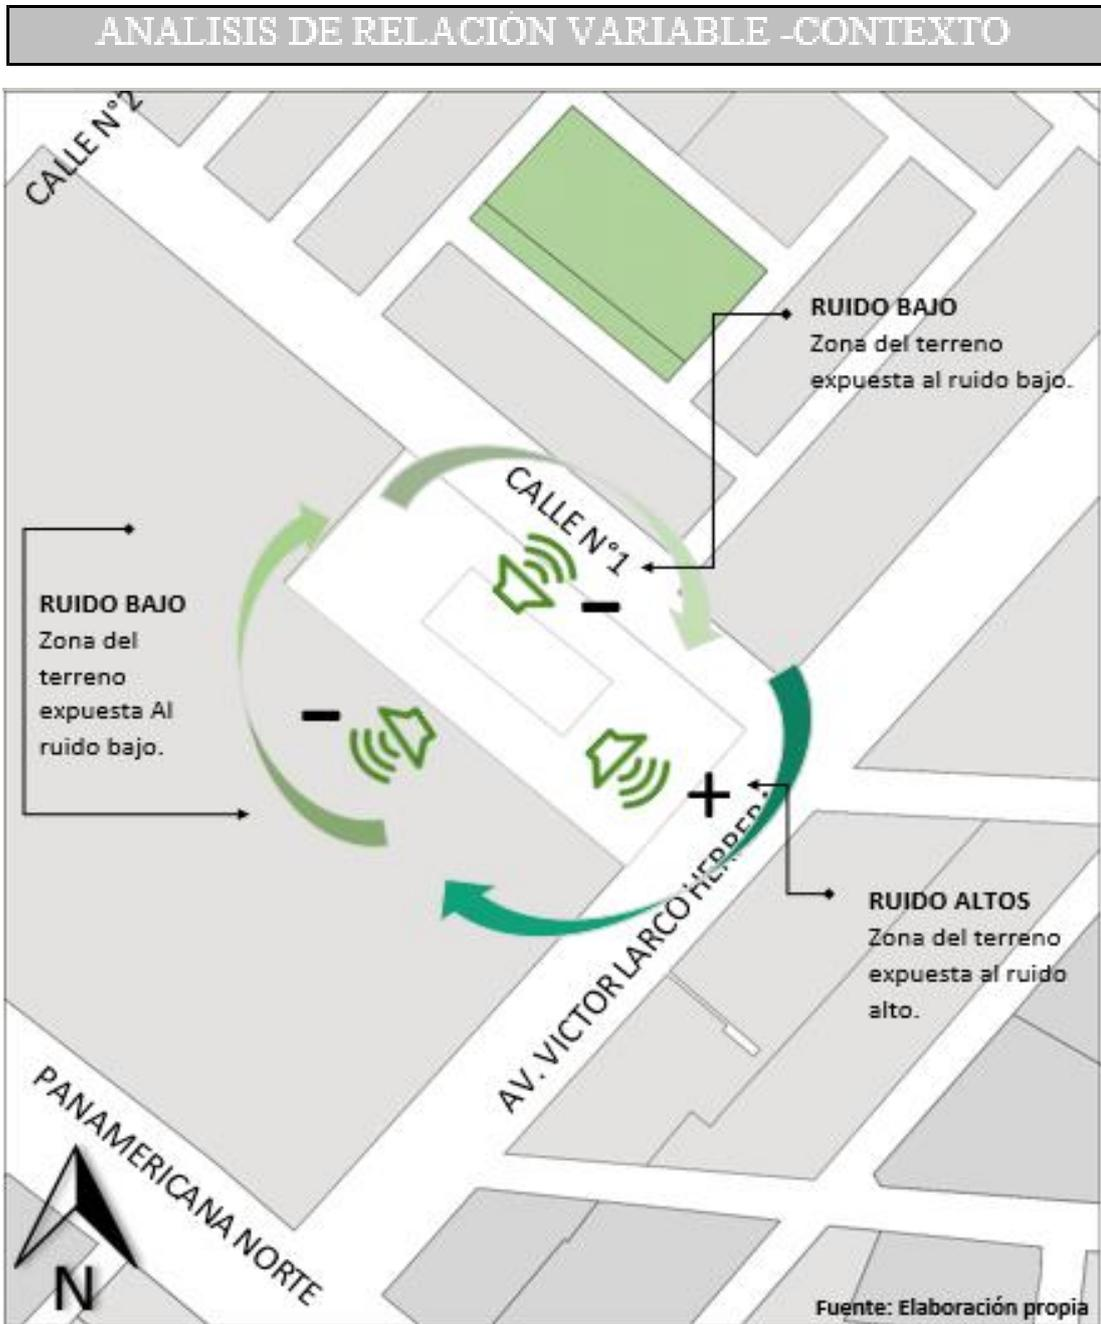 ANALISIS DE RELACIÓN VARIABLE -CONTEXTO
CALLE N°2
RUIDO BAJO
Zona del terreno
expuesta al ruido bajo.
CALLE N°1
RUIDO BAJO
Zona del
terreno
expuesta Al
ruido bajo.
AV. VICTOR LARCO HERRERA
RUIDO ALTOS
Zona del terreno
expuesta al ruido
alto.
PANAMERICANA NORTE
N
Fuente: Elaboración propia